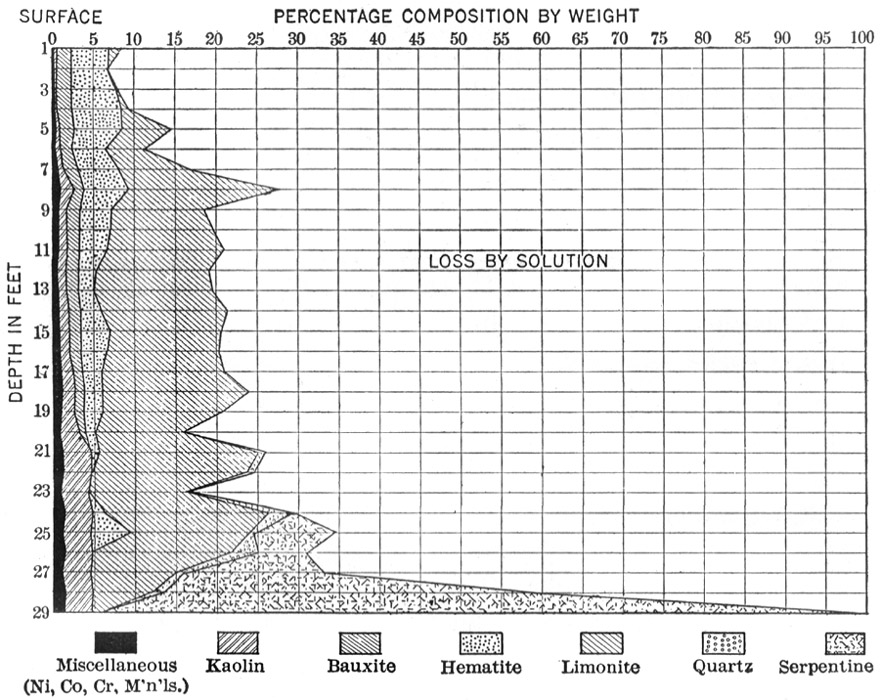 SURFACE PERCENTAGE COMPOSITION BY WEIGHT
0 5 10 15 20 25 30 35 40 45 50 55 60 65 70 75 80 85 90 95 100
1
3
5
7
9
11
13
15
17
19
21
23
25
27
29
DEPTH IN FEET
LOSS BY SOLUTION
Miscellaneous Kaolin Bauxite Hematite Limonite Quartz Serpentine
(Ni, Co, Cr, M'n'ls.)